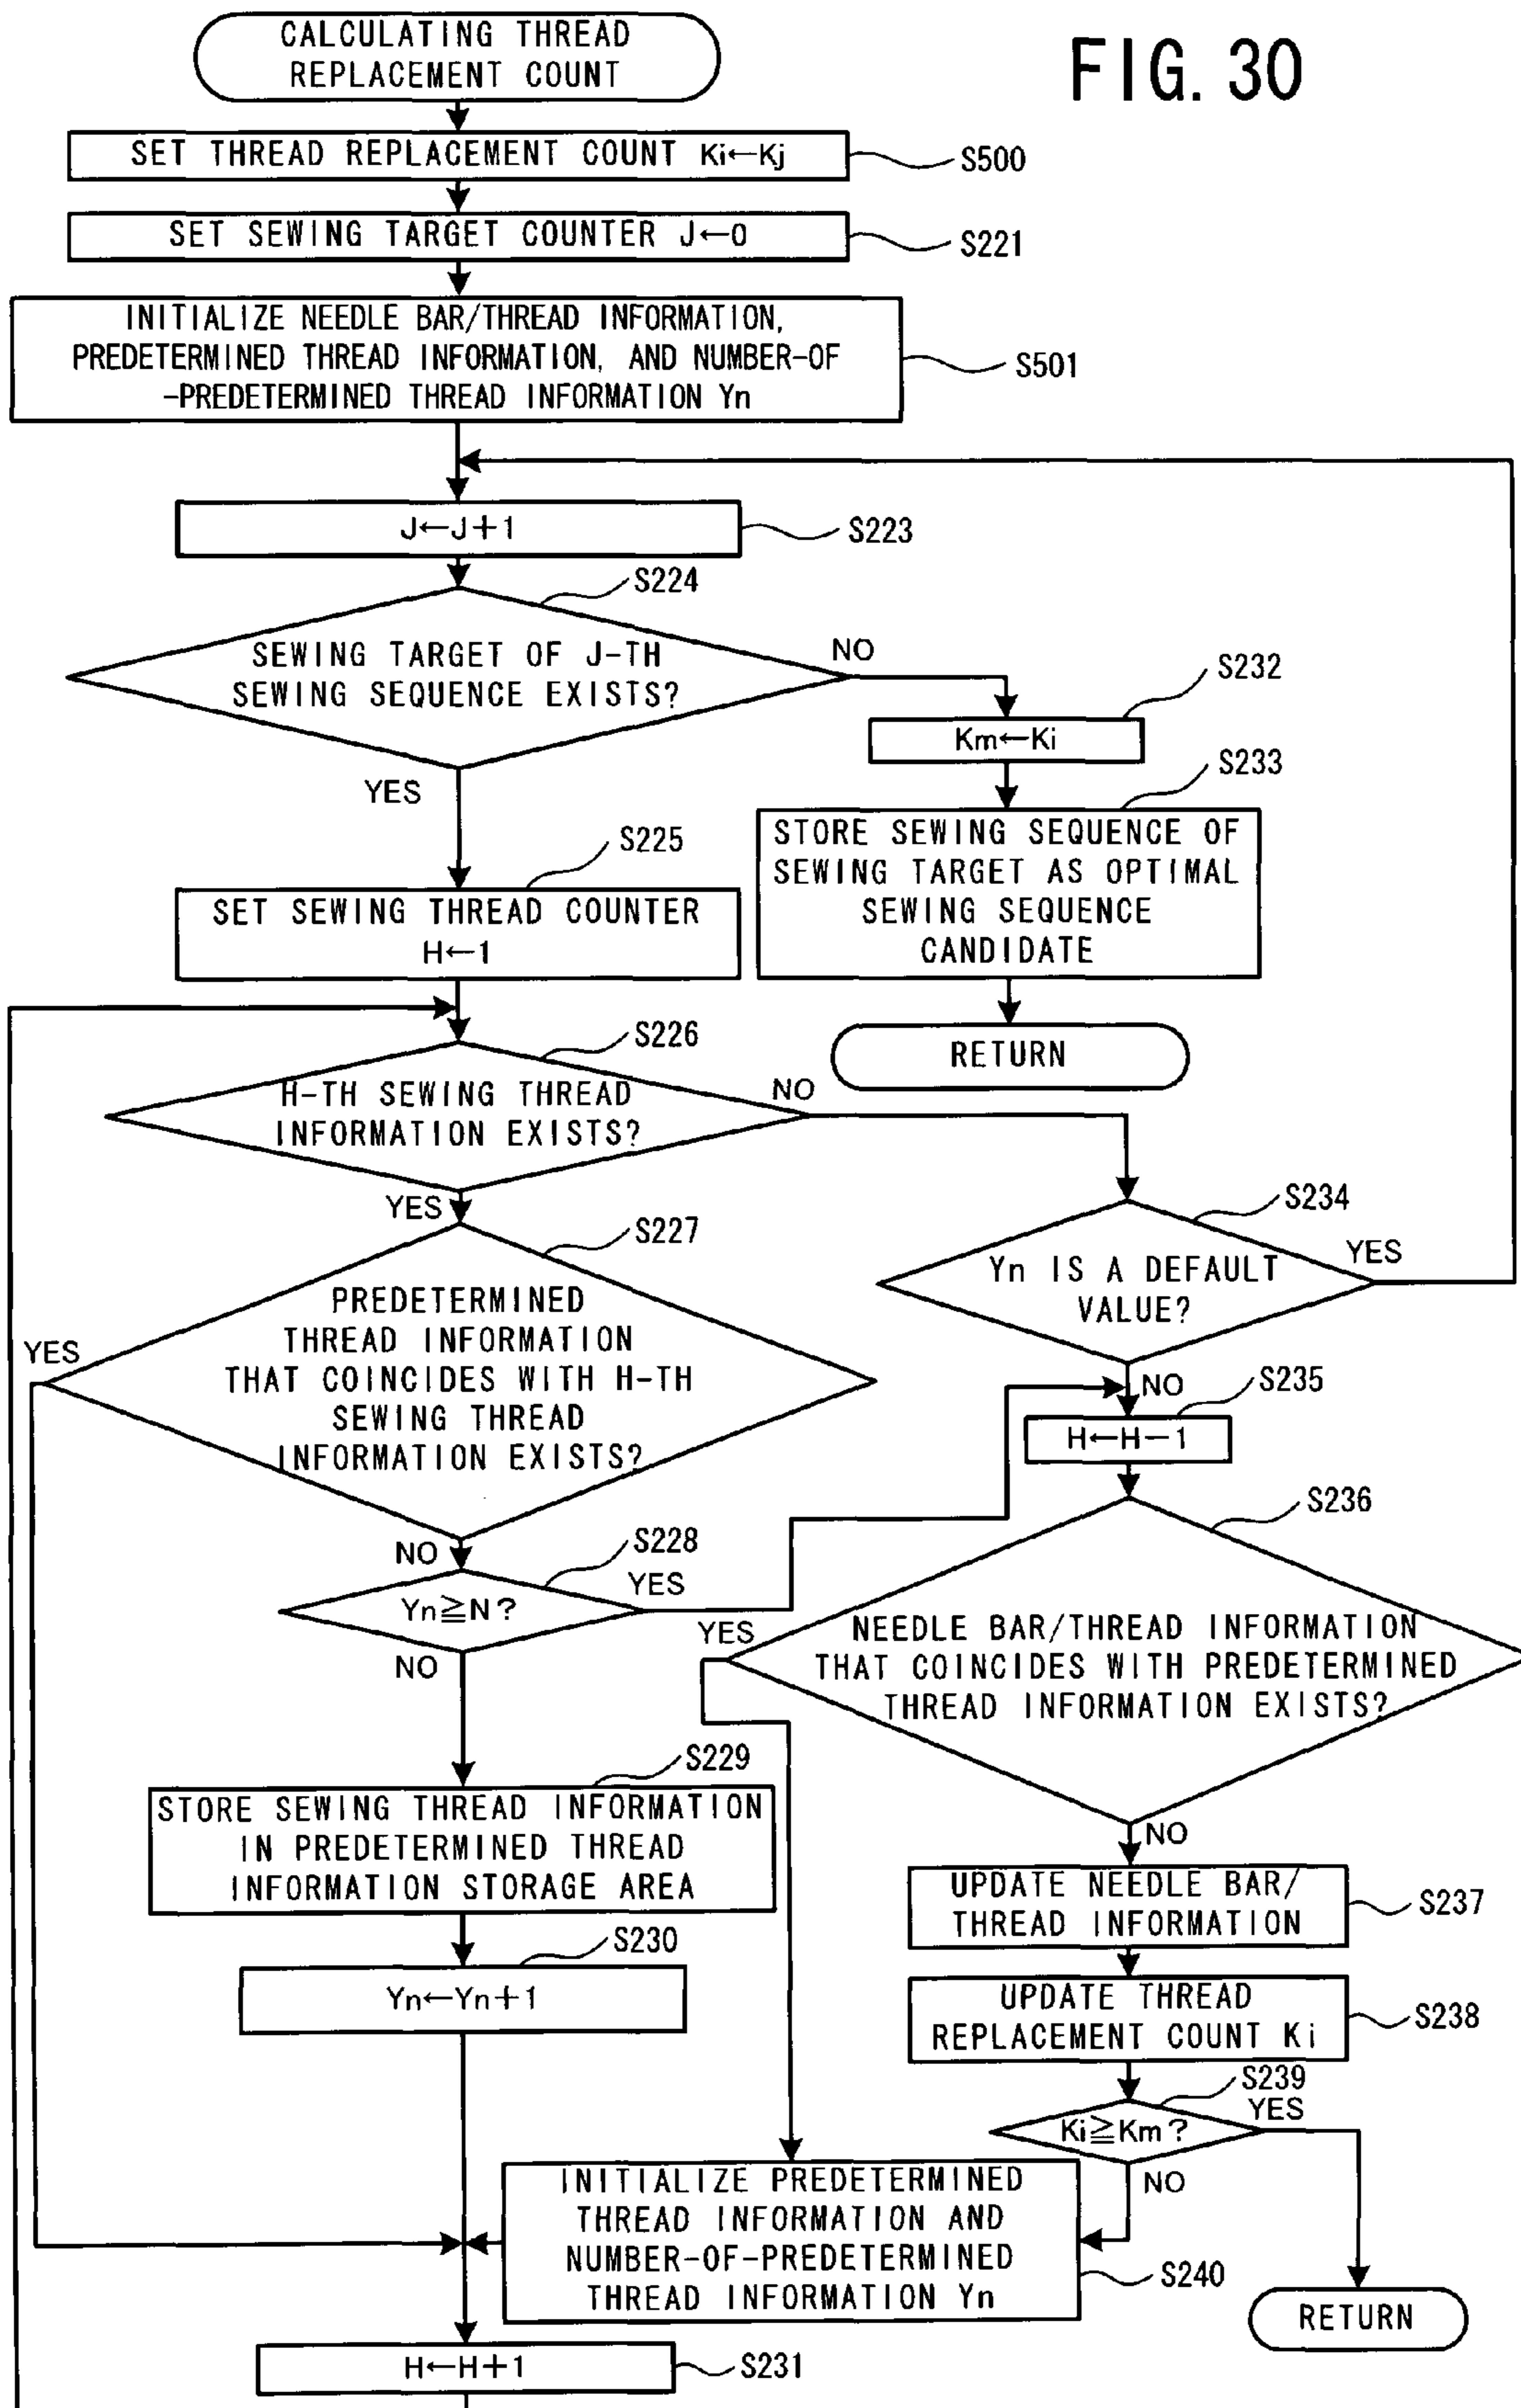 FIG. 30
CALCULATING THREAD
REPLACEMENT COUNT
SET THREAD REPLACEMENT COUNT Ki←Kj
S500
SET SEWING TARGET COUNTER J←0
S221
INITIALIZE NEEDLE BAR/THREAD INFORMATION,
PREDETERMINED THREAD INFORMATION, AND NUMBER-OF
-PREDETERMINED THREAD INFORMATION Yn
S501
J←J+1
S223
S224
SEWING TARGET OF J-TH
SEWING SEQUENCE EXISTS?
NO
YES
S232
Km←Ki
S233
STORE SEWING SEQUENCE OF
SEWING TARGET AS OPTIMAL
SEWING SEQUENCE
CANDIDATE
RETURN
S225
SET SEWING THREAD COUNTER
H←1
S226
H-TH SEWING THREAD
INFORMATION EXISTS?
NO
YES
S234
Yn IS A DEFAULT
VALUE?
YES
NO
S227
PREDETERMINED
THREAD INFORMATION
THAT COINCIDES WITH H-TH
SEWING THREAD
INFORMATION EXISTS?
YES
NO
S235
H←H−1
S228
Yn≧N?
YES
NO
S236
NEEDLE BAR/THREAD INFORMATION
THAT COINCIDES WITH PREDETERMINED
THREAD INFORMATION EXISTS?
YES
NO
S229
STORE SEWING THREAD INFORMATION
IN PREDETERMINED THREAD
INFORMATION STORAGE AREA
S230
Yn←Yn+1
UPDATE NEEDLE BAR/
THREAD INFORMATION
S237
UPDATE THREAD
REPLACEMENT COUNT Ki
S238
S239
Ki≧Km?
YES
NO
INITIALIZE PREDETERMINED
THREAD INFORMATION AND
NUMBER-OF-PREDETERMINED
THREAD INFORMATION Yn
S240
RETURN
H←H+1
S231